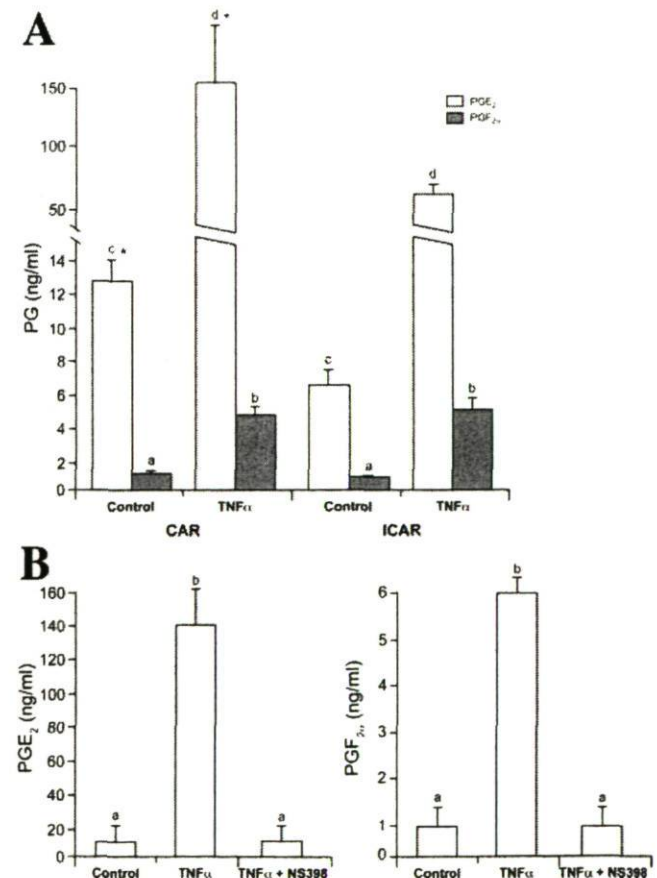 A
d *
150
100
50
14
12
10
8
6
4
2
0
PG (ng/ml)
PGE₂
PGF₂α
c *
a
b
c
a
d
b
Control
TNFα
Control
TNFα
CAR
ICAR
B
160
140
120
100
80
60
40
20
0
PGE₂ (ng/ml)
a
b
a
Control
TNFα
TNFα + NS398
6
5
4
3
2
1
0
PGF₂α (ng/ml)
a
b
a
Control
TNFα
TNFα + NS398